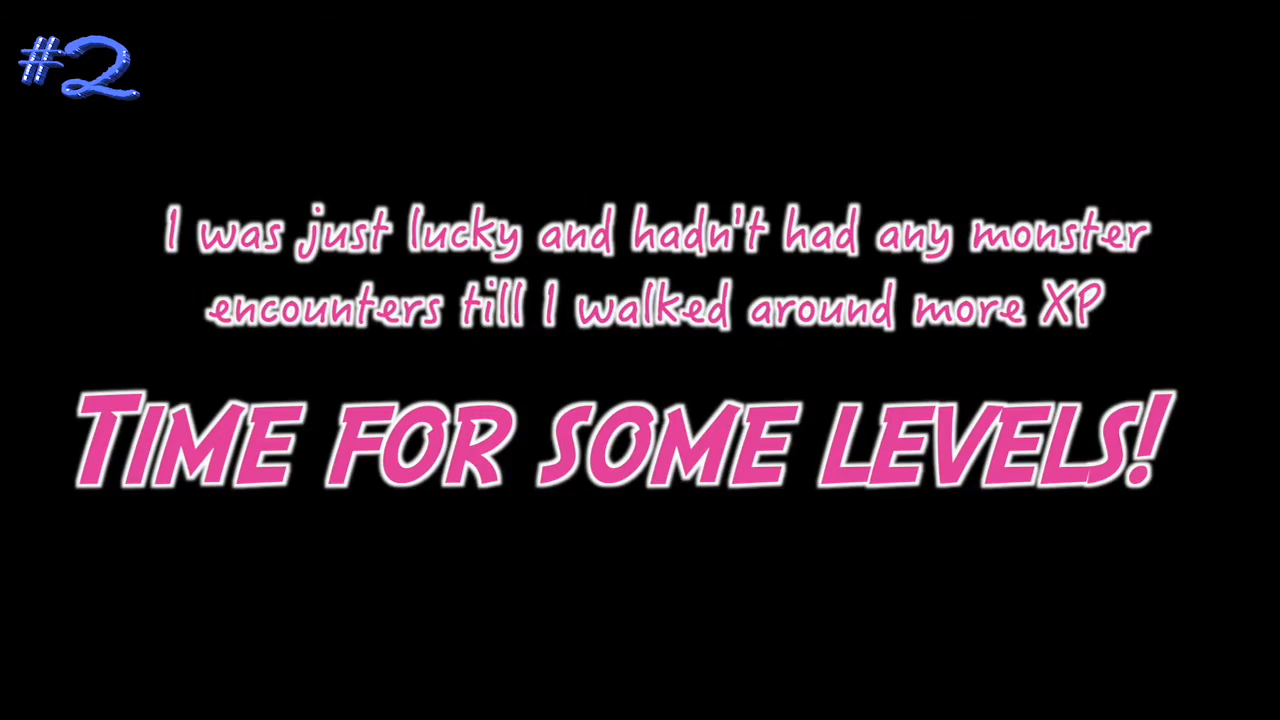 #2
I was just lucky and hadn't had any monster
encounters till I walked around more XP
TIME FOR SOME LEVELS!